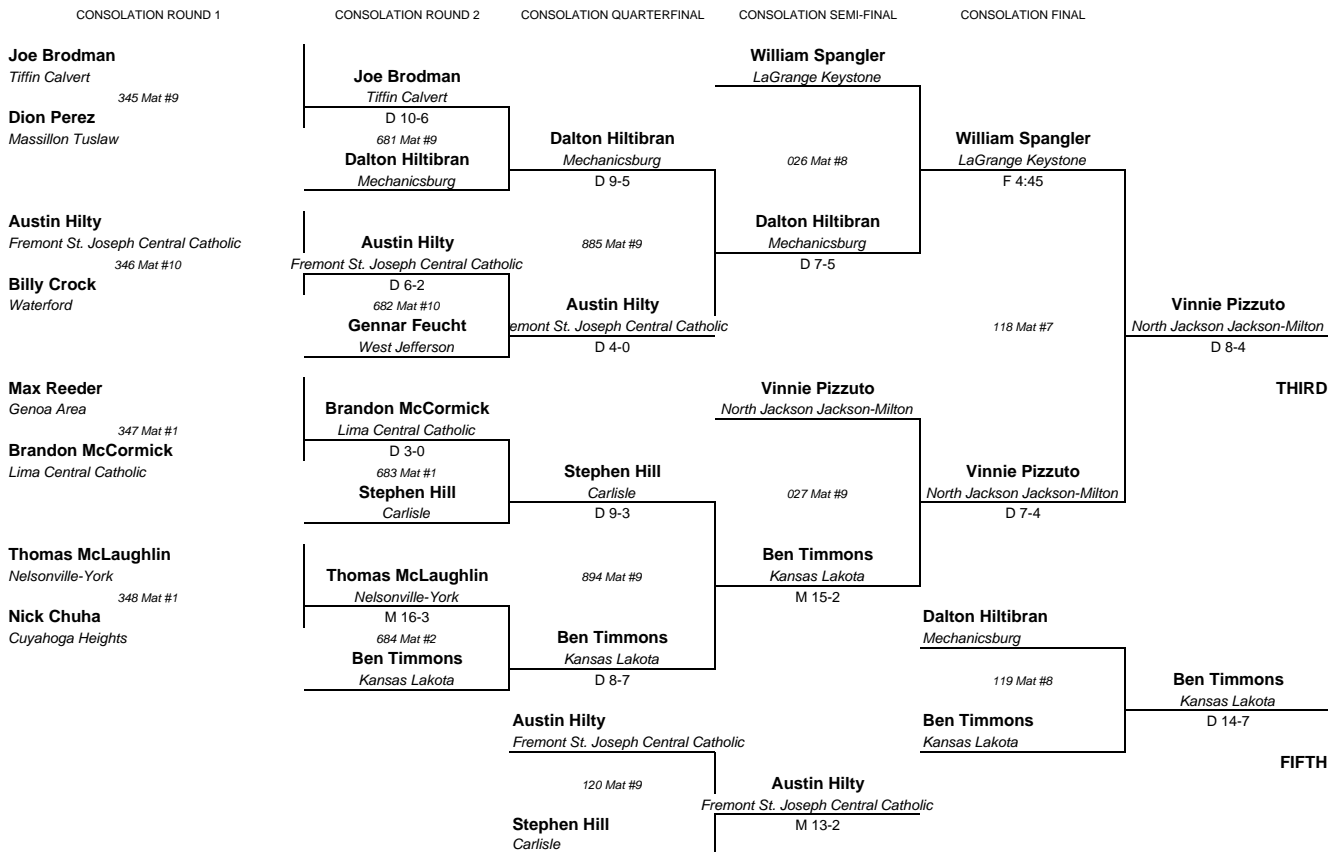 CONSOLATION ROUND 1
CONSOLATION ROUND 2
CONSOLATION QUARTERFINAL
CONSOLATION SEMI-FINAL
CONSOLATION FINAL
Joe Brodman
Tiffin Calvert
345 Mat #9
Dion Perez
Massillon Tuslaw
Austin Hilty
Fremont St. Joseph Central Catholic
346 Mat #10
Billy Crock
Waterford
Max Reeder
Genoa Area
347 Mat #1
Brandon McCormick
Lima Central Catholic
Thomas McLaughlin
Nelsonville-York
348 Mat #1
Nick Chuha
Cuyahoga Heights
Joe Brodman
Tiffin Calvert
D 10-6
681 Mat #9
Dalton Hiltibran
Mechanicsburg
Austin Hilty
Fremont St. Joseph Central Catholic
D 6-2
682 Mat #10
Gennar Feucht
West Jefferson
Brandon McCormick
Lima Central Catholic
D 3-0
683 Mat #1
Stephen Hill
Carlisle
Thomas McLaughlin
Nelsonville-York
M 16-3
684 Mat #2
Ben Timmons
Kansas Lakota
Dalton Hiltibran
Mechanicsburg
D 9-5
885 Mat #9
Austin Hilty
emont St. Joseph Central Catholic
D 4-0
Stephen Hill
Carlisle
D 9-3
894 Mat #9
Ben Timmons
Kansas Lakota
D 8-7
Austin Hilty
Fremont St. Joseph Central Catholic
120 Mat #9
Stephen Hill
Carlisle
William Spangler
LaGrange Keystone
026 Mat #8
Dalton Hiltibran
Mechanicsburg
D 7-5
Vinnie Pizzuto
North Jackson Jackson-Milton
027 Mat #9
Ben Timmons
Kansas Lakota
M 15-2
Austin Hilty
Fremont St. Joseph Central Catholic
M 13-2
William Spangler
LaGrange Keystone
F 4:45
118 Mat #7
Vinnie Pizzuto
North Jackson Jackson-Milton
D 7-4
Dalton Hiltibran
Mechanicsburg
119 Mat #8
Ben Timmons
Kansas Lakota
Vinnie Pizzuto
North Jackson Jackson-Milton
D 8-4
THIRD
Ben Timmons
Kansas Lakota
D 14-7
FIFTH